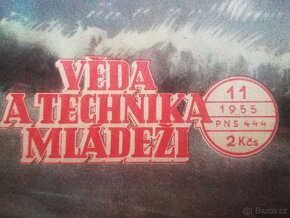 VĚDA
A TECHNIKA
MLÁDEŽI
11
1955
PNS 444
2 Kčs
Bazos.cz